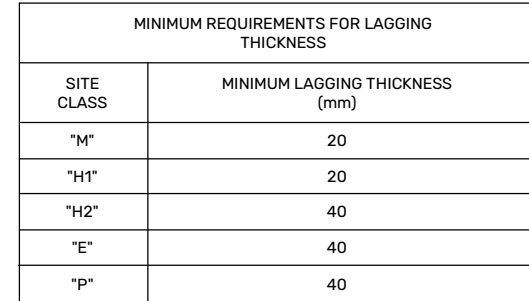 MINIMUM REQUIREMENTS FOR LAGGING
THICKNESS
SITE
CLASS
MINIMUM LAGGING THICKNESS
(mm)
"M" 20
"H1" 20
"H2" 40
"E" 40
"P" 40